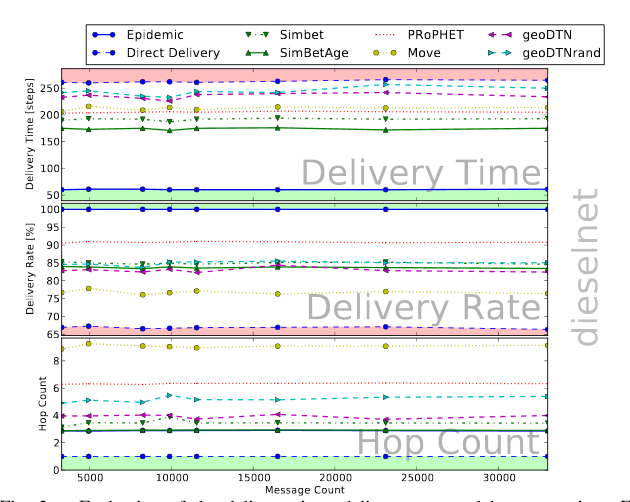 Epidemic Simbet PRoPHET geoDTN
Direct Delivery SimBetAge Move geoDTNrand
Delivery Time [steps]
250
200
150
100
50
Delivery Time
Delivery Rate [%]
100
95
90
85
80
75
70
65
Delivery Rate
dieselnet
Hop Count
8
6
4
2
0
Hop Count
5000 10000 15000 20000 25000 30000
Message Count